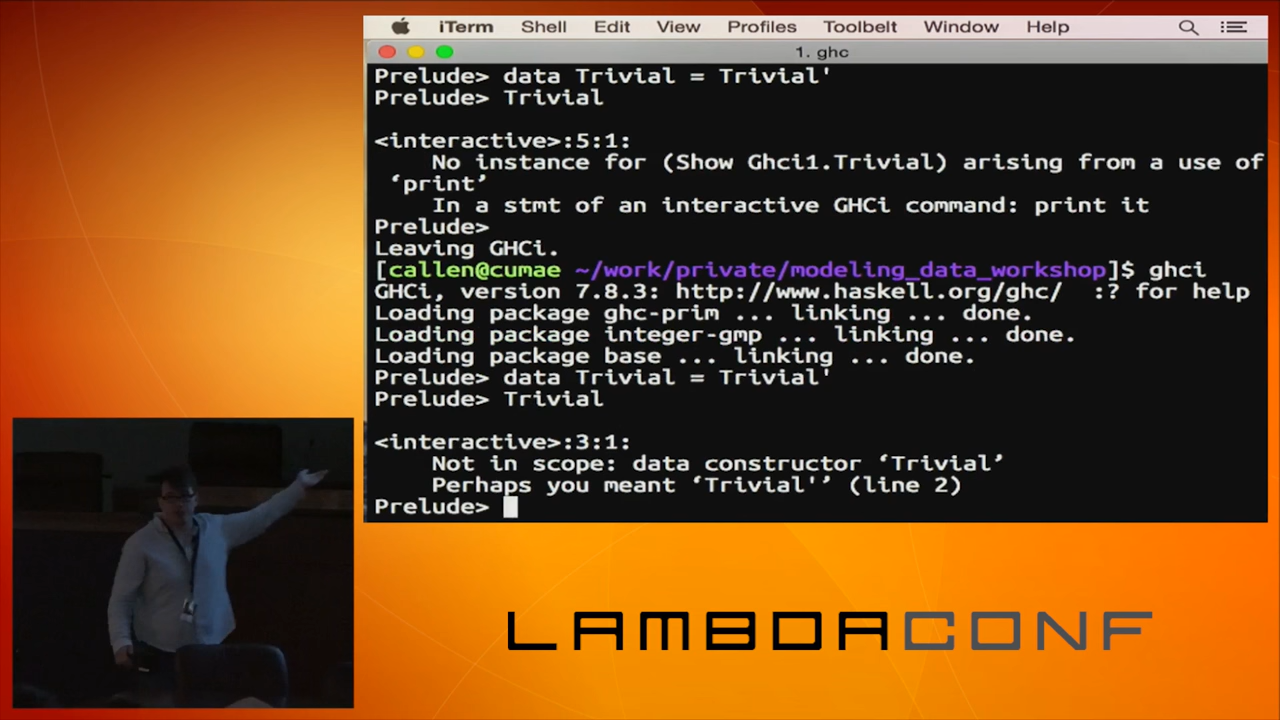 iTerm Shell Edit View Profiles Toolbelt Window Help
1. ghc
Prelude> data Trivial = Trivial'
Prelude> Trivial
<interactive>:5:1:
No instance for (Show Ghci1.Trivial) arising from a use of
‘print’
In a stmt of an interactive GHCi command: print it
Prelude>
Leaving GHCi.
[callen@cumae ~/work/private/modeling_data_workshop]$ ghci
GHCi, version 7.8.3: http://www.haskell.org/ghc/ :? for help
Loading package ghc-prim ... linking ... done.
Loading package integer-gmp ... linking ... done.
Loading package base ... linking ... done.
Prelude> data Trivial = Trivial'
Prelude> Trivial
<interactive>:3:1:
Not in scope: data constructor ‘Trivial’
Perhaps you meant ‘Trivial'’ (line 2)
Prelude>
LAMBDACONF